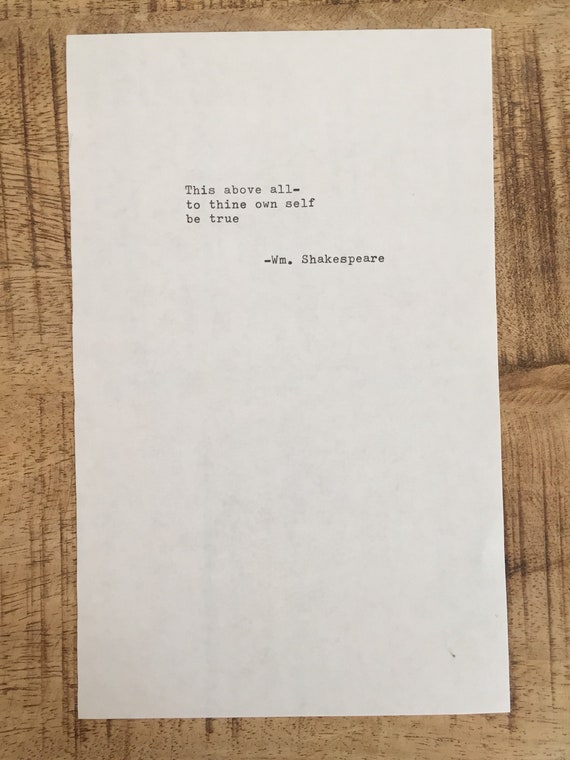 This above all-
to thine own self
be true
-Wm. Shakespeare